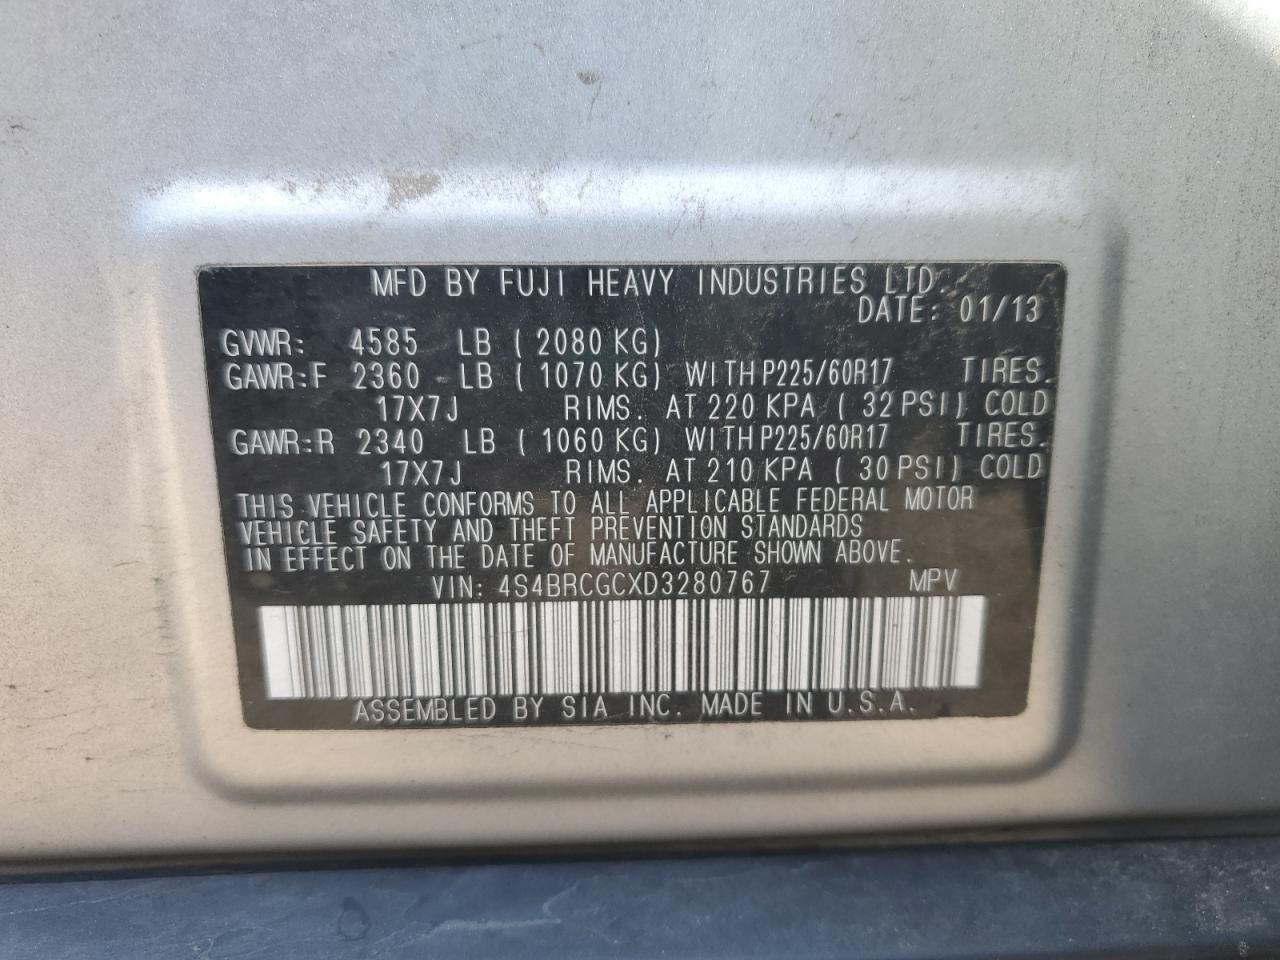 MFD BY FUJI HEAVY INDUSTRIES LTD.
DATE: 01/13
GVWR: 4585 LB ( 2080 KG)
GAWR:F 2360 LB ( 1070 KG) WITH P225/60R17 TIRES.
17X7J RIMS. AT 220 KPA ( 32 PSI) COLD
GAWR:R 2340 LB ( 1060 KG) WITH P225/60R17 TIRES.
17X7J RIMS. AT 210 KPA ( 30 PSI) COLD
THIS VEHICLE CONFORMS TO ALL APPLICABLE FEDERAL MOTOR
VEHICLE SAFETY AND THEFT PREVENTION STANDARDS
IN EFFECT ON THE DATE OF MANUFACTURE SHOWN ABOVE.
VIN: 4S4BRCGCXD3280767 MPV
ASSEMBLED BY SIA INC. MADE IN U.S.A.